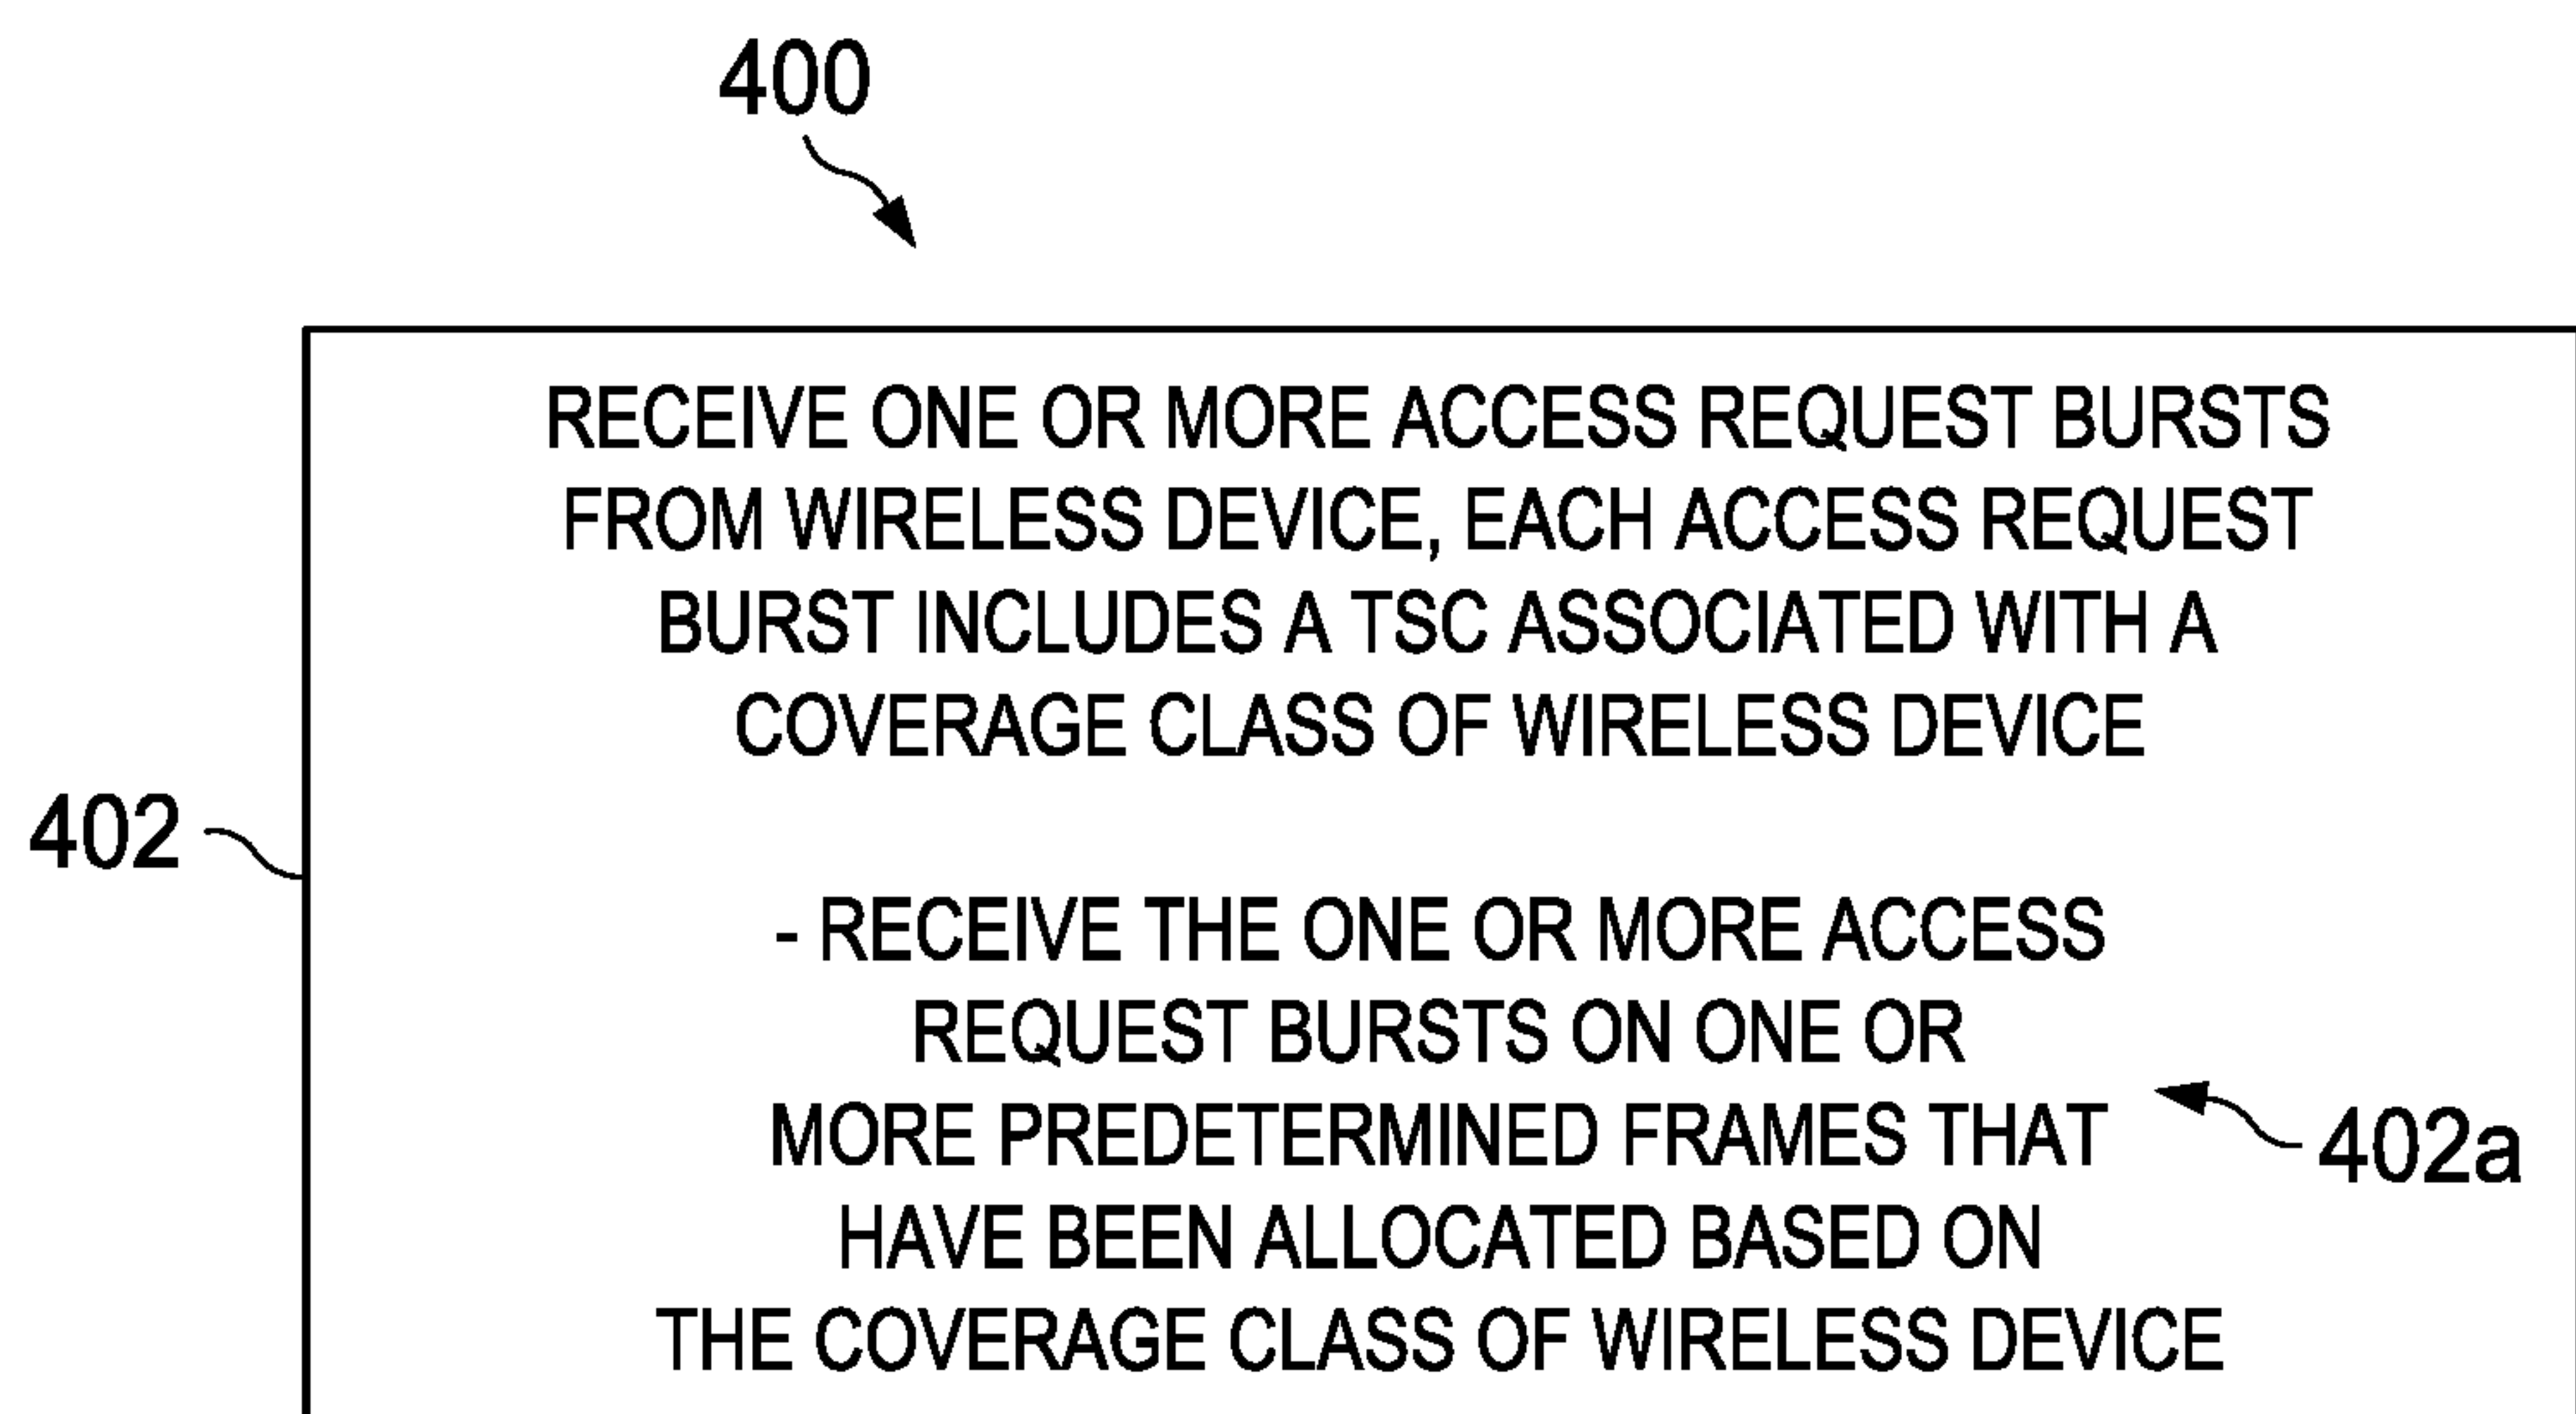 400
RECEIVE ONE OR MORE ACCESS REQUEST BURSTS
FROM WIRELESS DEVICE, EACH ACCESS REQUEST
BURST INCLUDES A TSC ASSOCIATED WITH A
COVERAGE CLASS OF WIRELESS DEVICE
402
- RECEIVE THE ONE OR MORE ACCESS
REQUEST BURSTS ON ONE OR
MORE PREDETERMINED FRAMES THAT
402a
HAVE BEEN ALLOCATED BASED ON
THE COVERAGE CLASS OF WIRELESS DEVICE